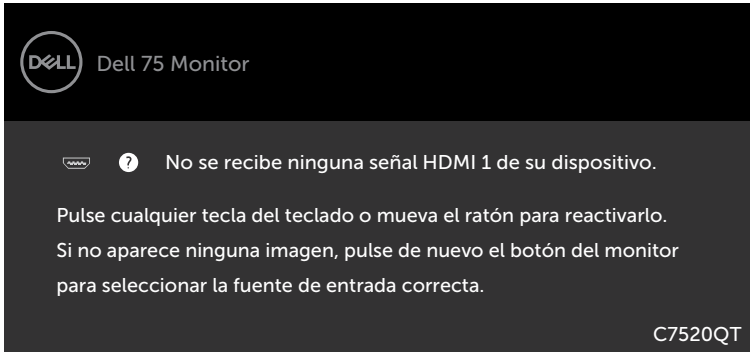 DELL
Dell 75 Monitor
? No se recibe ninguna señal HDMI 1 de su dispositivo.
Pulse cualquier tecla del teclado o mueva el ratón para reactivarlo.
Si no aparece ninguna imagen, pulse de nuevo el botón del monitor
para seleccionar la fuente de entrada correcta.
C7520QT